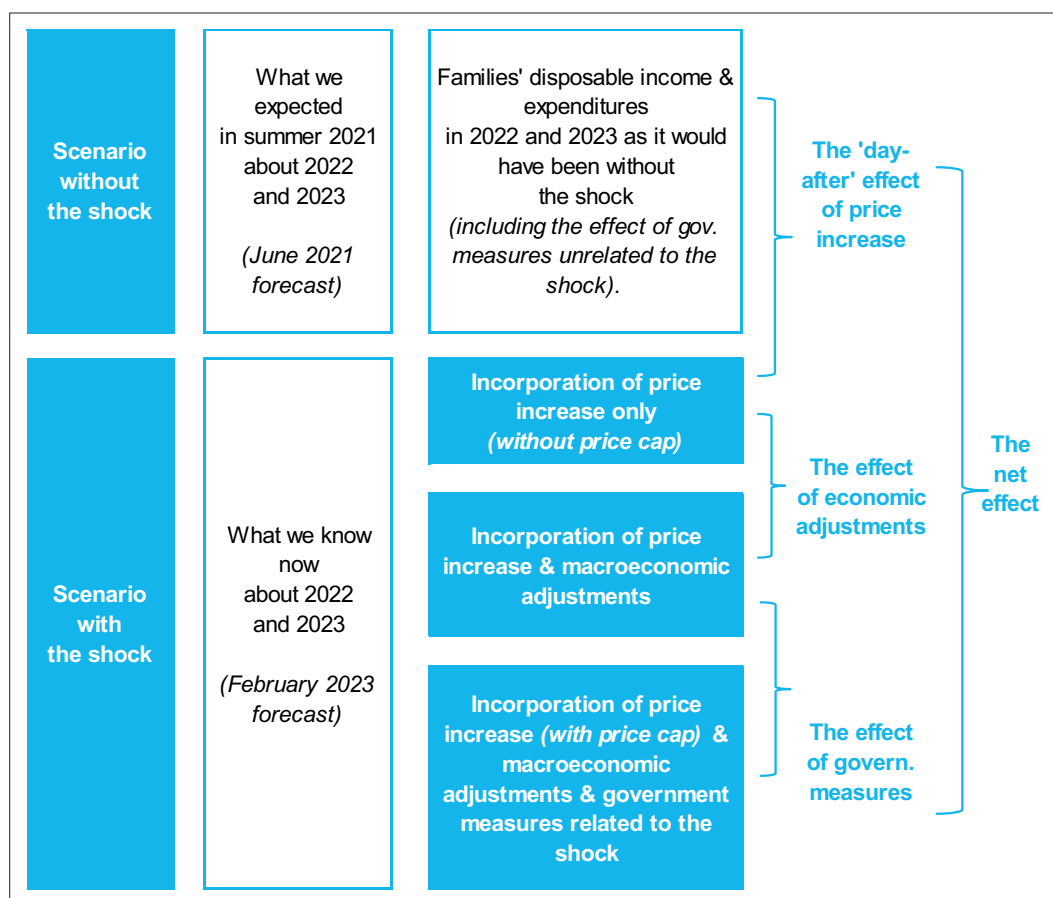 Scenario
without
the shock
What we
expected
in summer 2021
about 2022
and 2023
(June 2021
forecast)
Families' disposable income &
expenditures
in 2022 and 2023 as it would
have been without
the shock
(including the effect of gov.
measures unrelated to the
shock).
The 'day-
after' effect
of price
increase
Scenario
with
the shock
What we know
now
about 2022
and 2023
(February 2023
forecast)
Incorporation of price
increase only
(without price cap)
Incorporation of price
increase & macroeconomic
adjustments
Incorporation of price
increase (with price cap) &
macroeconomic
adjustments & government
measures related to the
shock
The effect
of economic
adjustments
The effect
of govern.
measures
The
net
effect